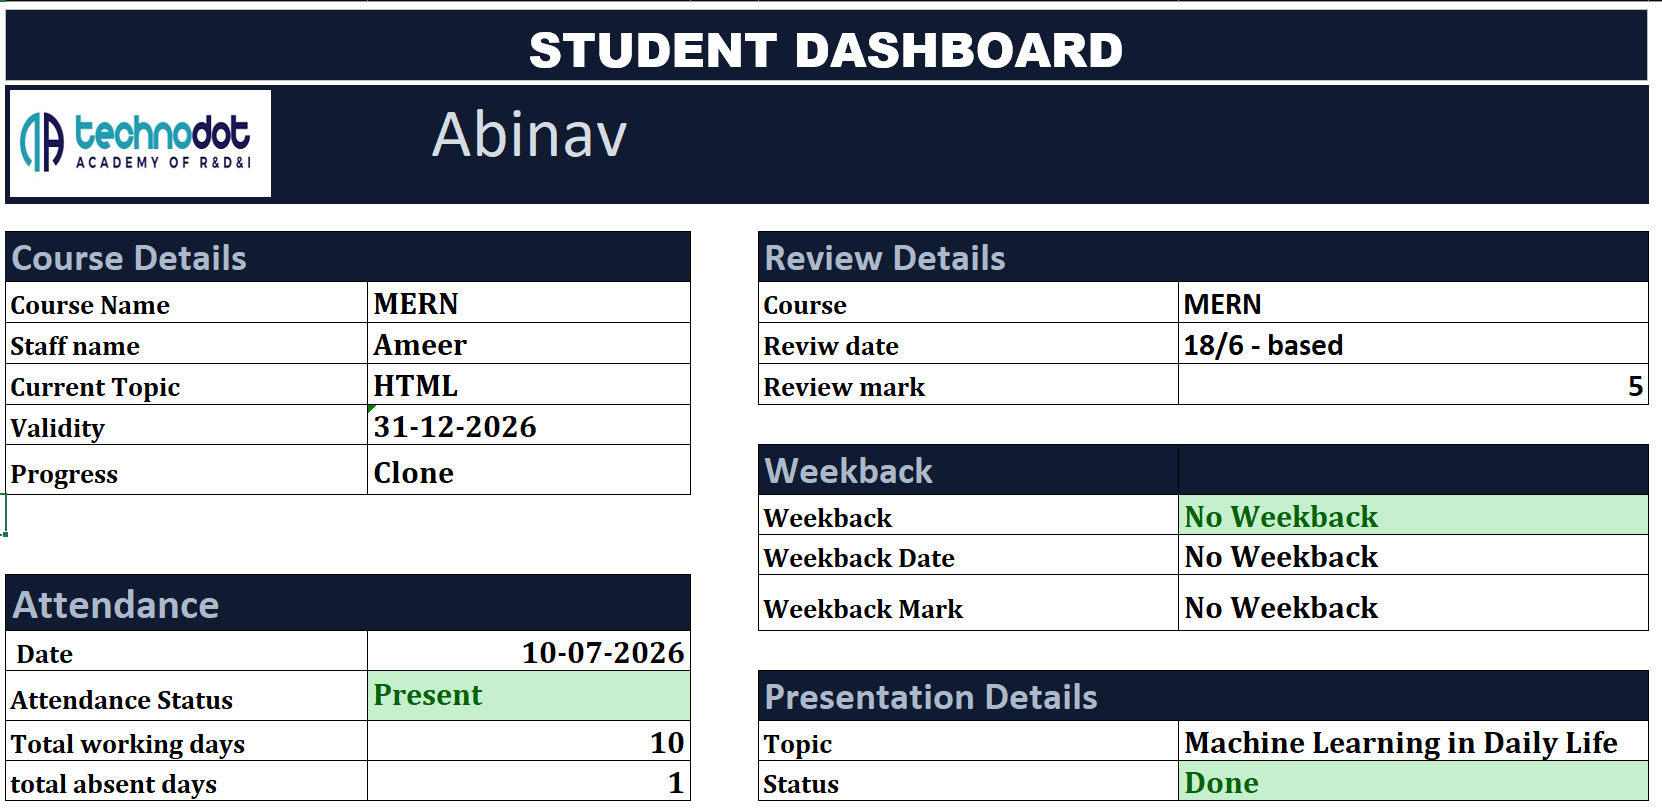 STUDENT DASHBOARD
technodot
ACADEMY OF R&D&I
Abinav
Course Details
Course Name MERN
Staff name Ameer
Current Topic HTML
Validity 31-12-2026
Progress Clone
Attendance
Date 10-07-2026
Attendance Status Present
Total working days 10
total absent days 1
Review Details
Course MERN
Reviw date 18/6 - based
Review mark 5
Weekback
Weekback No Weekback
Weekback Date No Weekback
Weekback Mark No Weekback
Presentation Details
Topic Machine Learning in Daily Life
Status Done